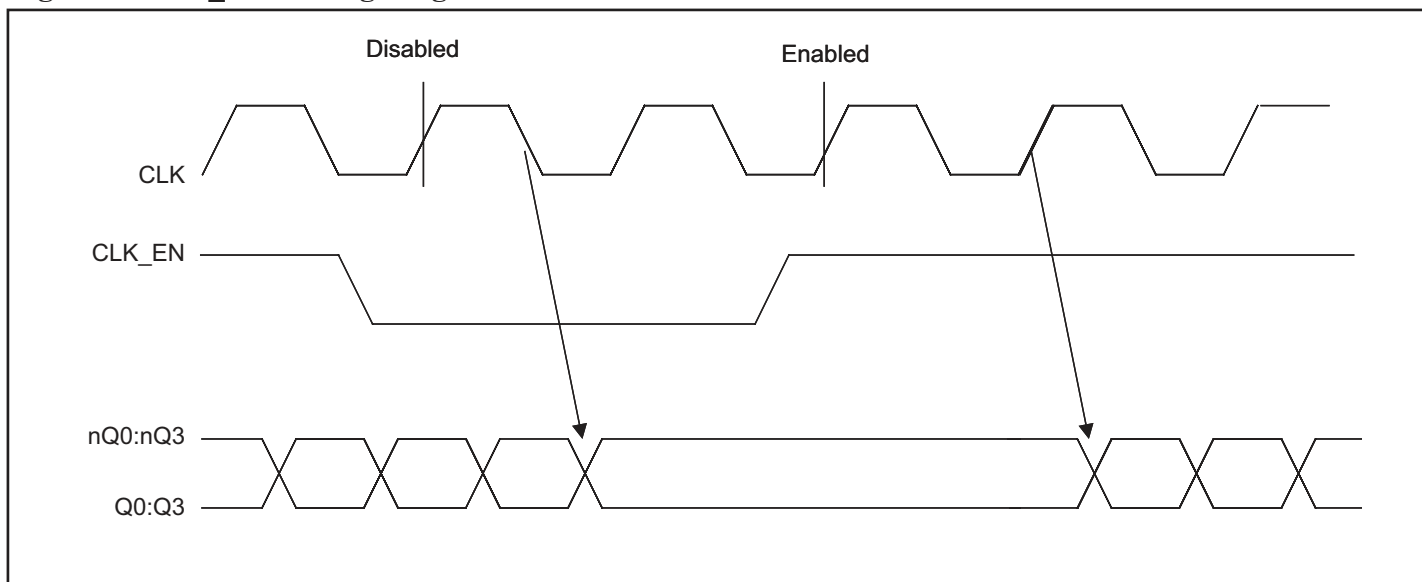 Disabled
Enabled
CLK
CLK_EN
nQ0:nQ3
Q0:Q3